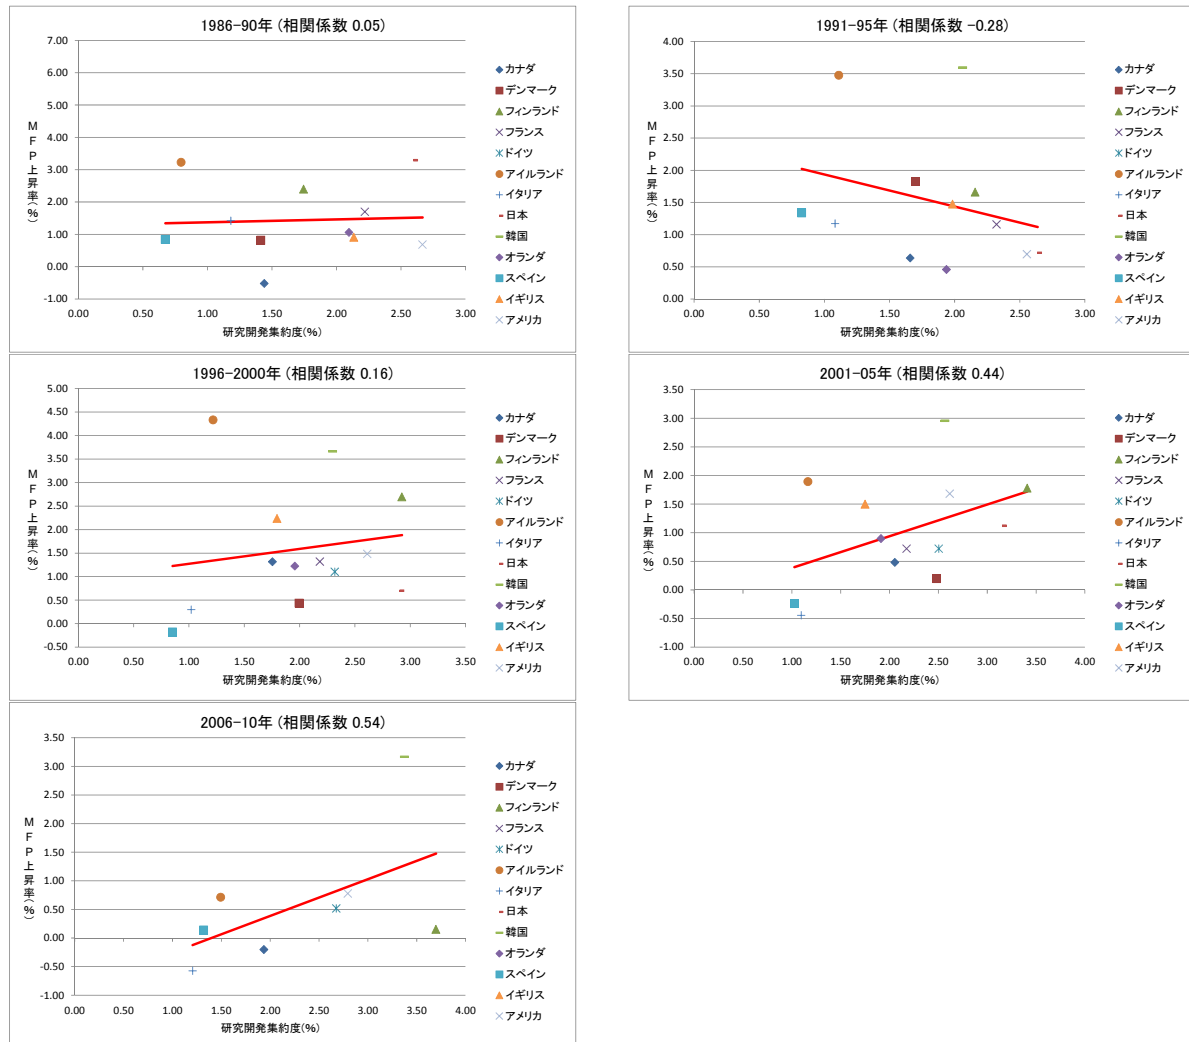 1986-90年 (相関係数 0.05)
7.00
6.00
5.00
4.00
3.00
2.00
1.00
0.00
-1.00
0.00 0.50 1.00 1.50 2.00 2.50 3.00
MFP上昇率(%)
研究開発集約度(%)
カナダ
デンマーク
フィンランド
フランス
ドイツ
アイルランド
イタリア
日本
韓国
オランダ
スペイン
イギリス
アメリカ
1991-95年 (相関係数 -0.28)
4.00
3.50
3.00
2.50
2.00
1.50
1.00
0.50
0.00
0.00 0.50 1.00 1.50 2.00 2.50 3.00
MFP上昇率(%)
研究開発集約度(%)
カナダ
デンマーク
フィンランド
フランス
ドイツ
アイルランド
イタリア
日本
韓国
オランダ
スペイン
イギリス
アメリカ
1996-2000年 (相関係数 0.16)
5.00
4.50
4.00
3.50
3.00
2.50
2.00
1.50
1.00
0.50
0.00
-0.50
0.00 0.50 1.00 1.50 2.00 2.50 3.00 3.50
MFP上昇率(%)
研究開発集約度(%)
カナダ
デンマーク
フィンランド
フランス
ドイツ
アイルランド
イタリア
日本
韓国
オランダ
スペイン
イギリス
アメリカ
2001-05年 (相関係数 0.44)
3.50
3.00
2.50
2.00
1.50
1.00
0.50
0.00
-0.50
-1.00
0.00 0.50 1.00 1.50 2.00 2.50 3.00 3.50 4.00
MFP上昇率(%)
研究開発集約度(%)
カナダ
デンマーク
フィンランド
フランス
ドイツ
アイルランド
イタリア
日本
韓国
オランダ
スペイン
イギリス
アメリカ
2006-10年 (相関係数 0.54)
3.50
3.00
2.50
2.00
1.50
1.00
0.50
0.00
-0.50
-1.00
0.00 0.50 1.00 1.50 2.00 2.50 3.00 3.50 4.00
MFP上昇率(%)
研究開発集約度(%)
カナダ
デンマーク
フィンランド
フランス
ドイツ
アイルランド
イタリア
日本
韓国
オランダ
スペイン
イギリス
アメリカ